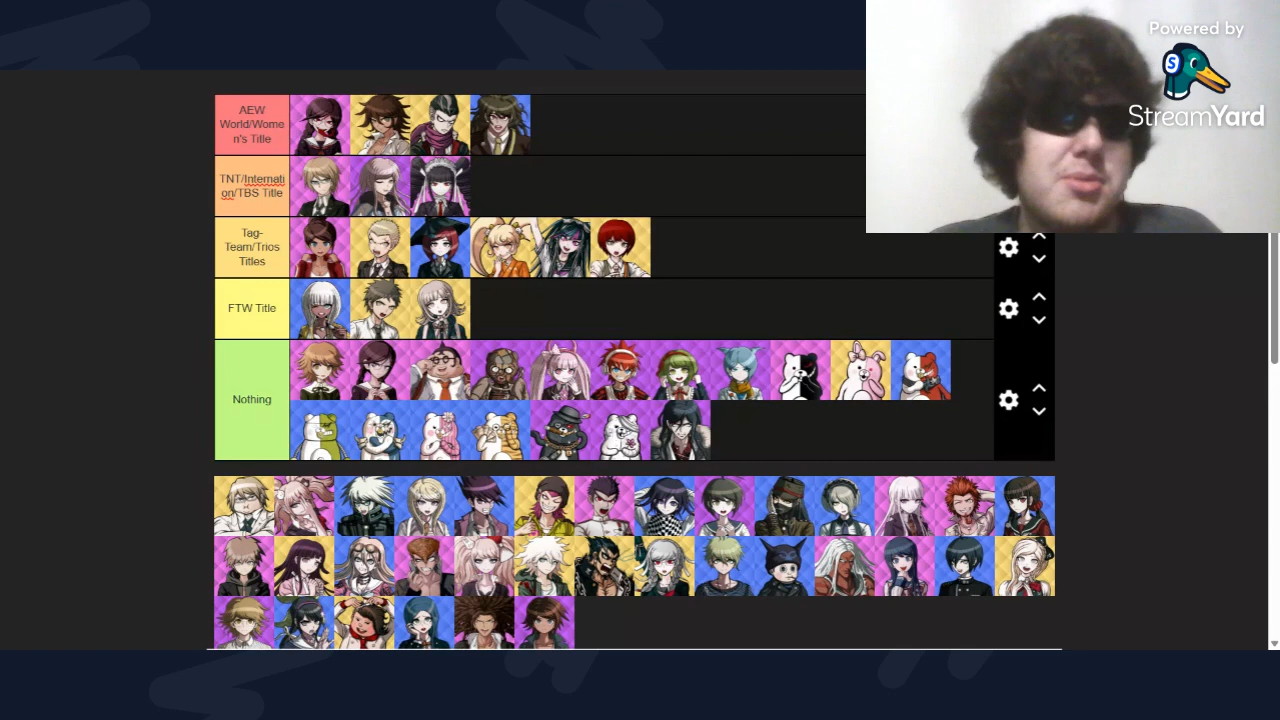 Powered by
S
StreamYard
AEW
World/Wome
n's Title
TNT/Internati
on/TBS Title
Tag-
Team/Trios
Titles
FTW Title
Nothing